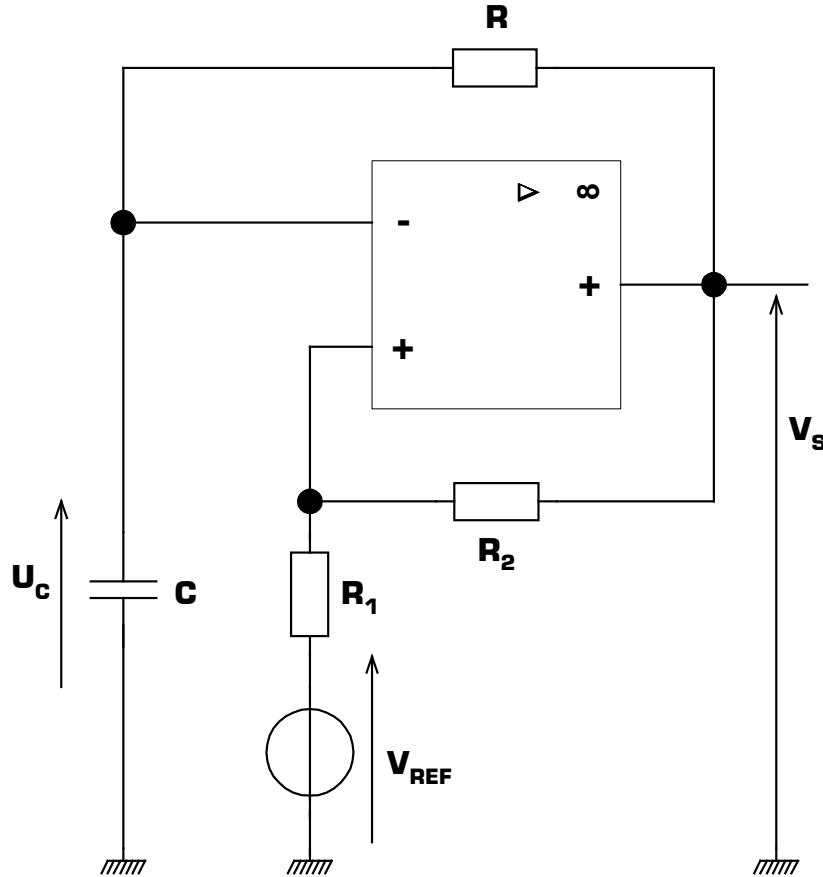 R
▷ ∞
-
+
+
V_S
R_2
U_C
C
R_1
V_REF